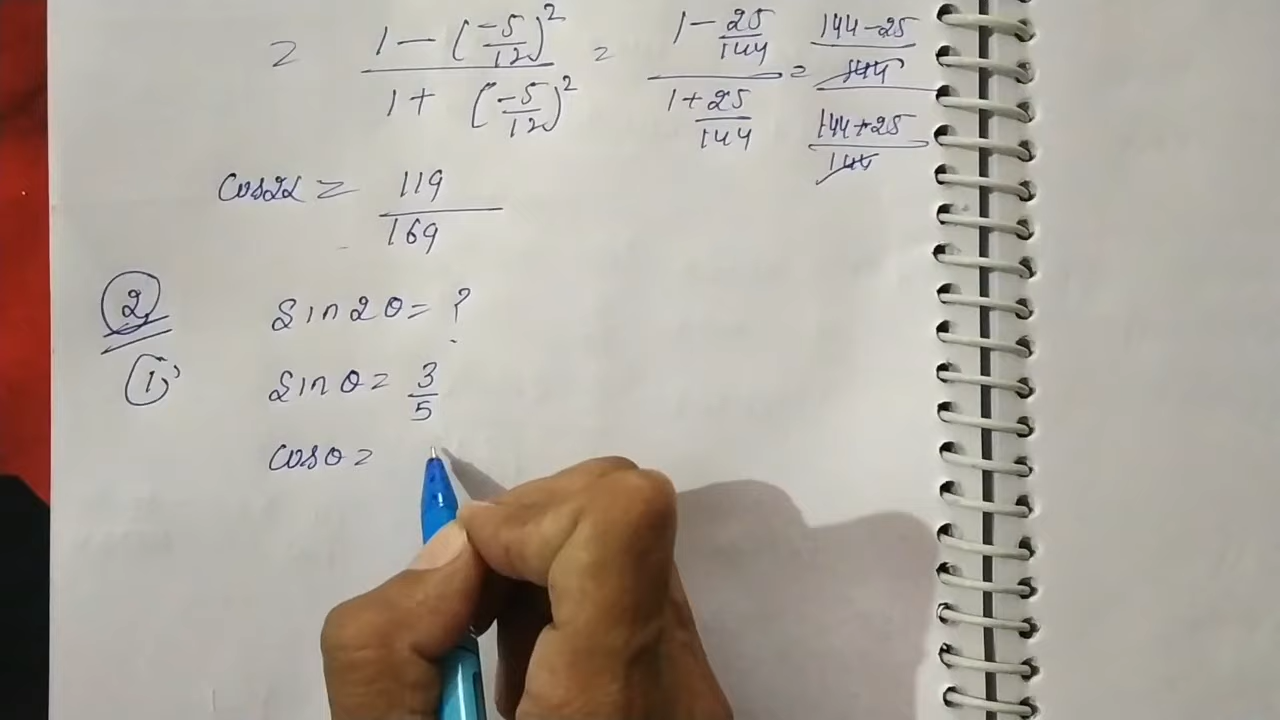 = (1 - (-5/12)²)/(1 + (-5/12)²) = (1 - 25/144)/(1 + 25/144) = ((144-25)/144)/((144+25)/144)
cos2α = 119/169
2 sin2θ = ?
(i) sinθ = 3/5
cosθ =